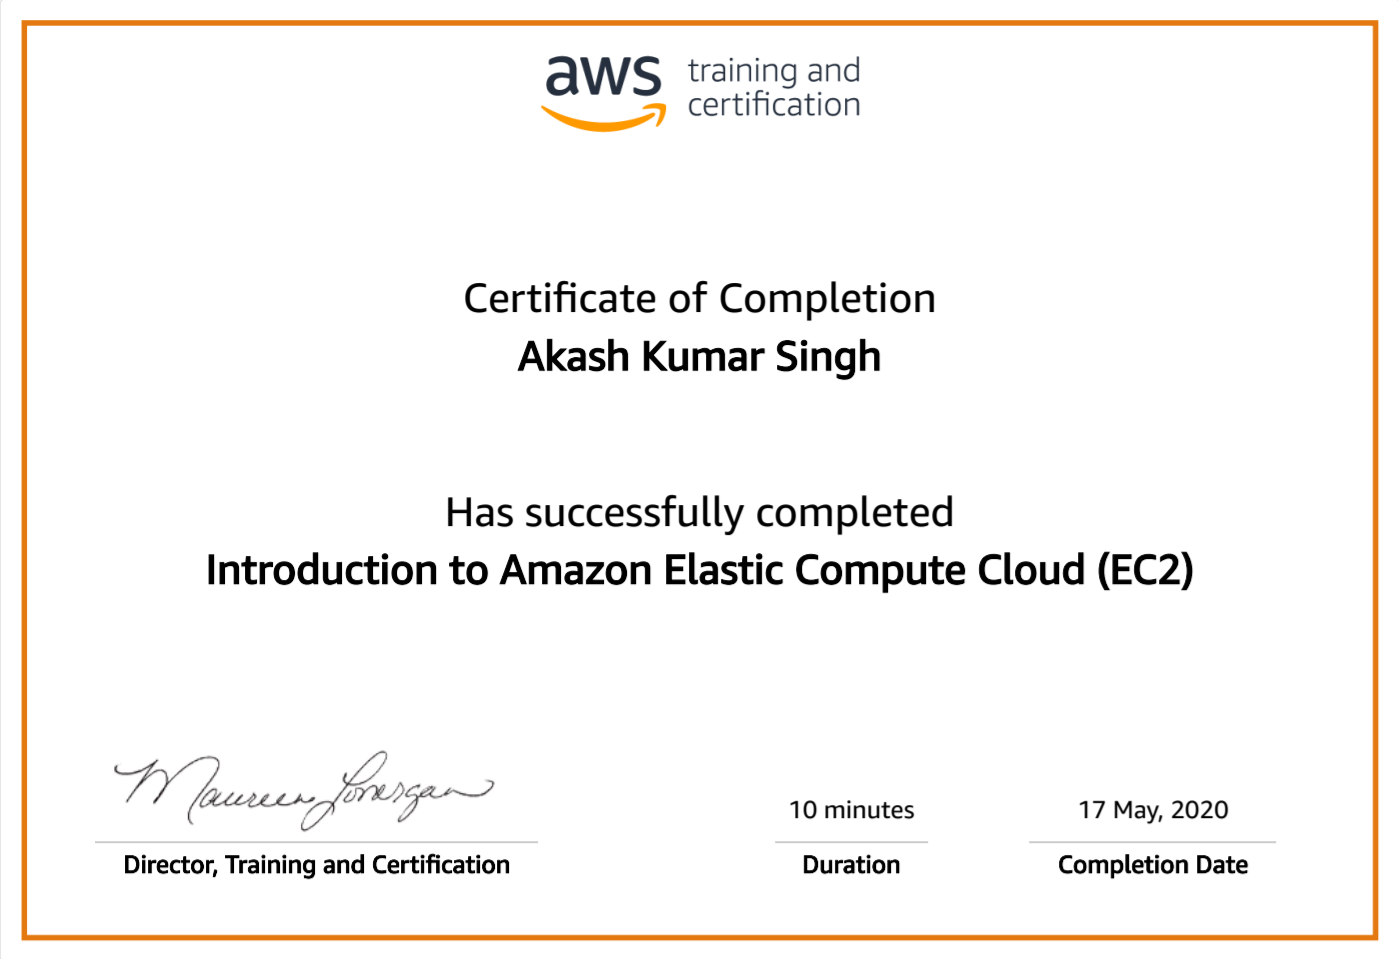 aws training and
certification
Certificate of Completion
Akash Kumar Singh
Has successfully completed
Introduction to Amazon Elastic Compute Cloud (EC2)
Maureen Lonergan
10 minutes
17 May, 2020
Director, Training and Certification
Duration
Completion Date